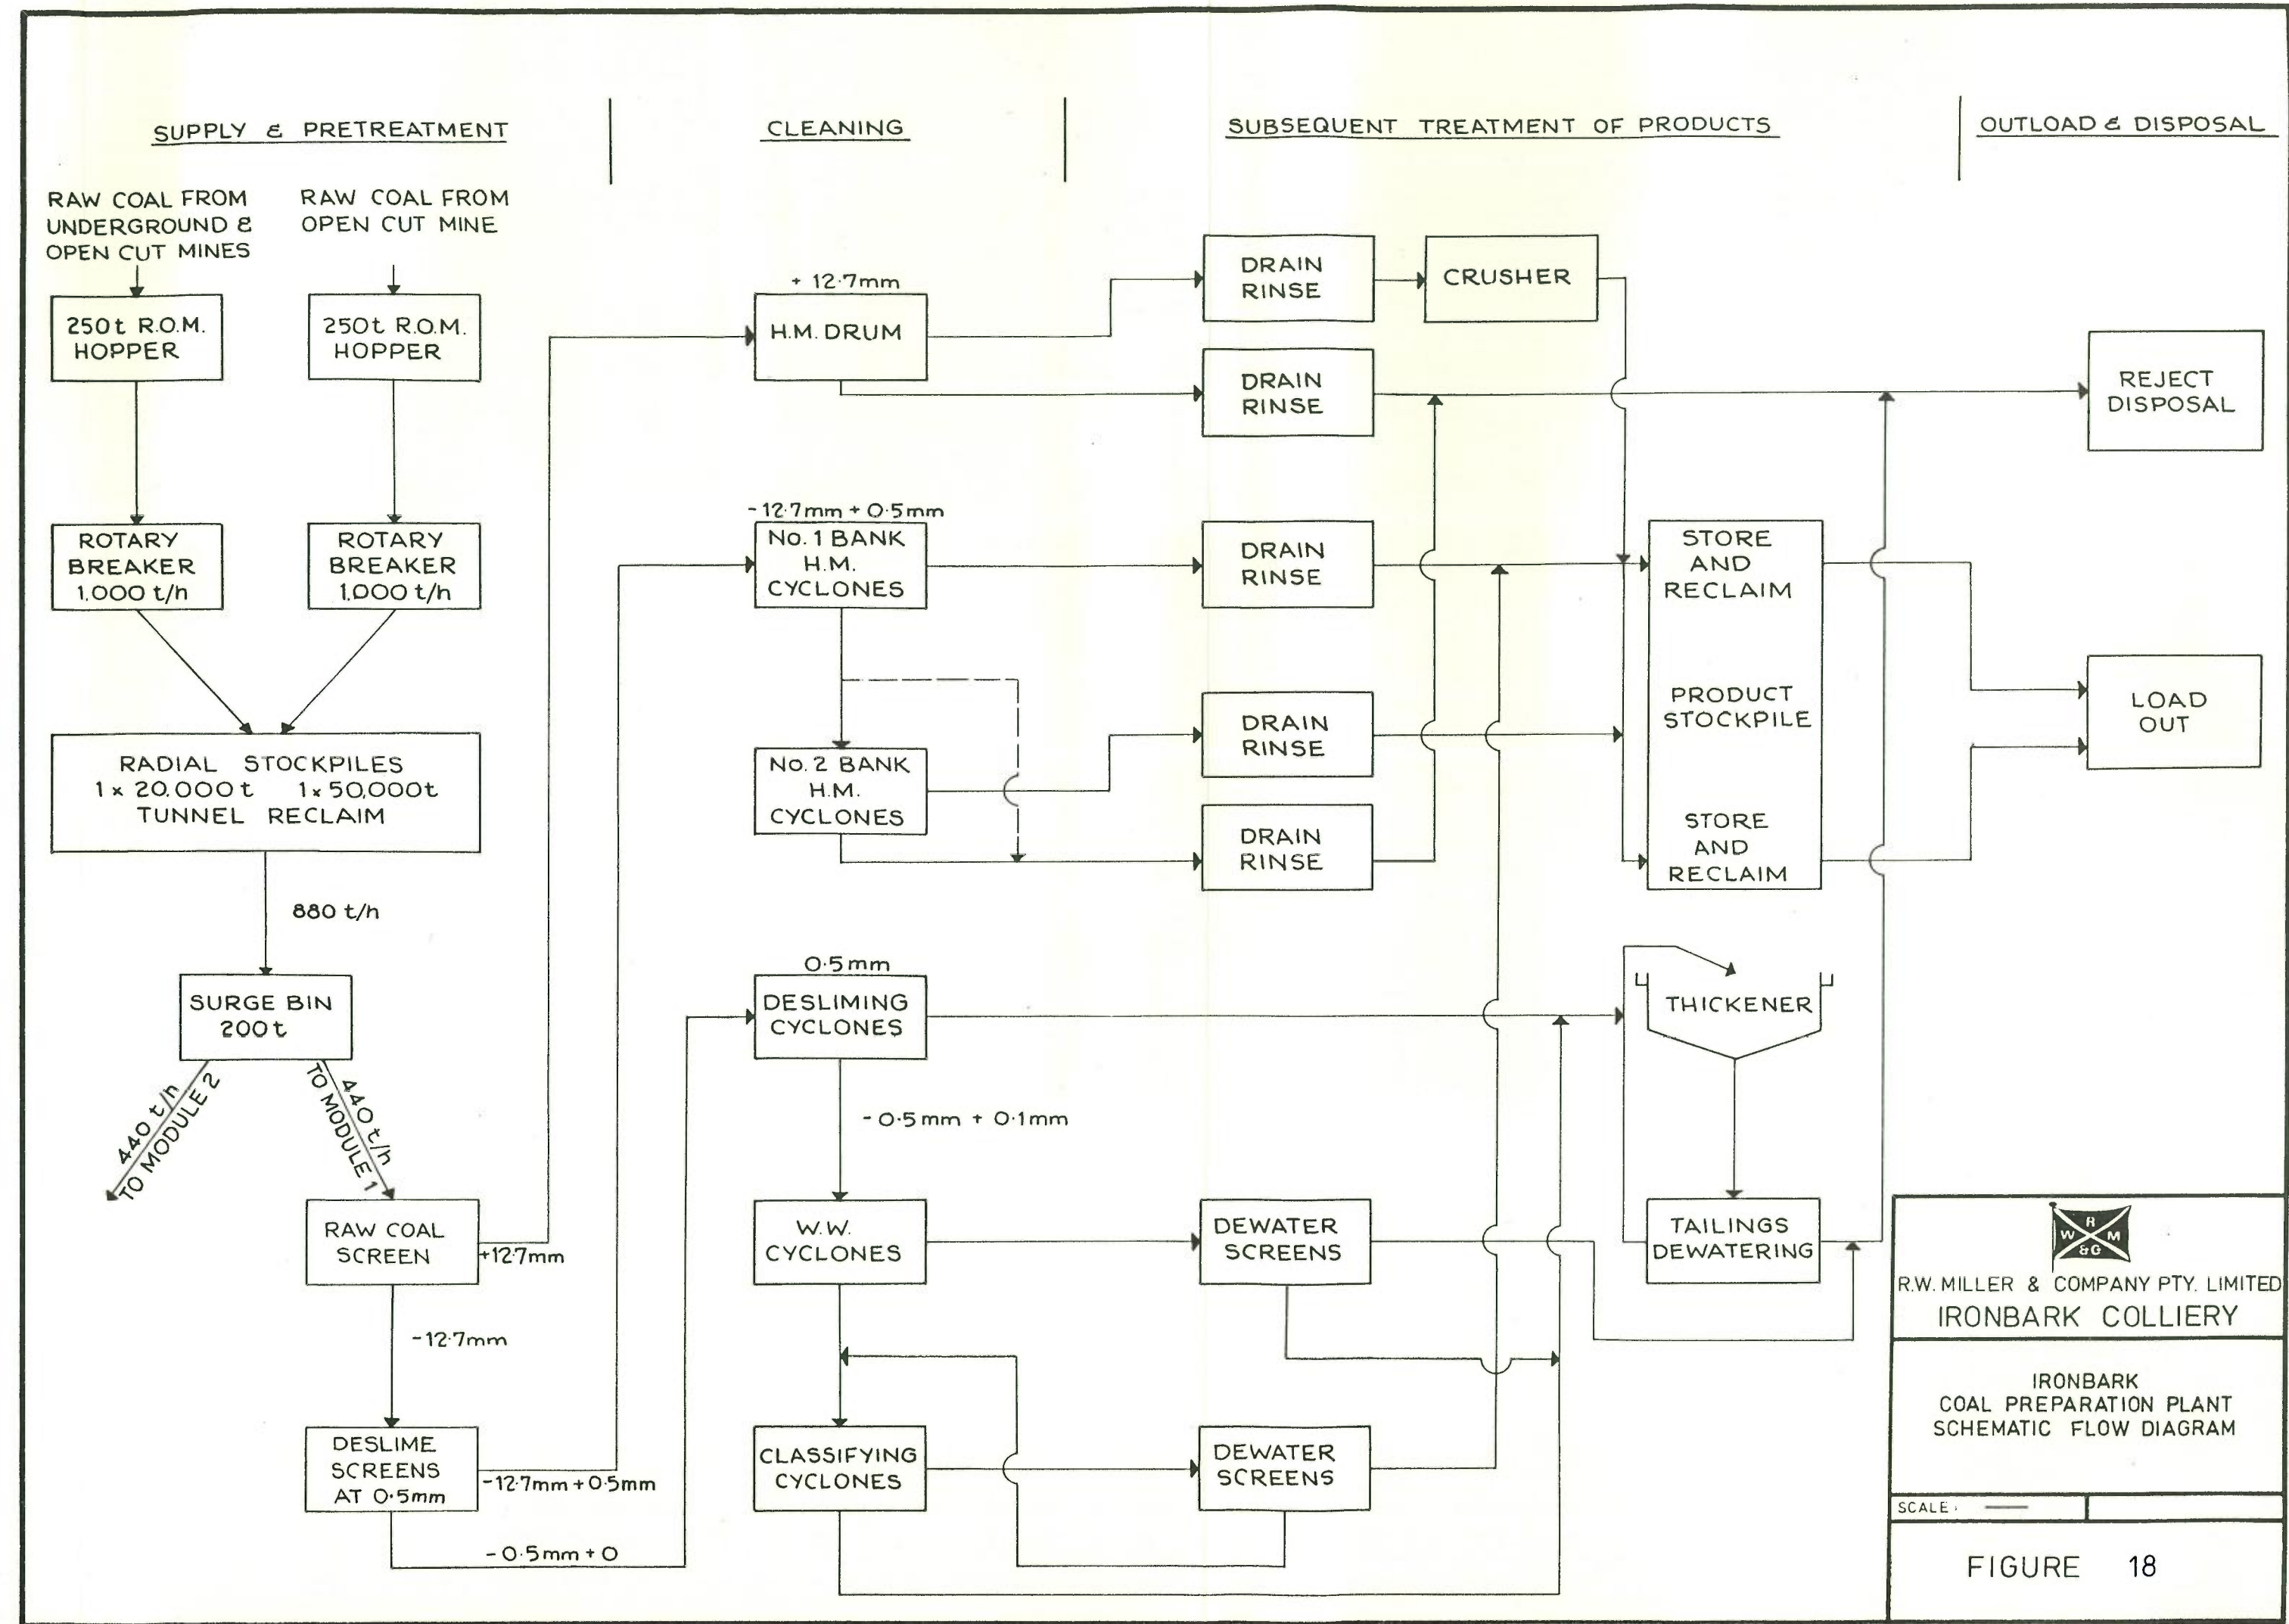 SUPPLY & PRETREATMENT
CLEANING
SUBSEQUENT TREATMENT OF PRODUCTS
OUTLOAD & DISPOSAL
RAW COAL FROM
UNDERGROUND &
OPEN CUT MINES
RAW COAL FROM
OPEN CUT MINE
250t R.O.M.
HOPPER
250t R.O.M.
HOPPER
ROTARY
BREAKER
1.000 t/h
ROTARY
BREAKER
1.000 t/h
RADIAL STOCKPILES
1 x 20.000t 1 x 50,000t
TUNNEL RECLAIM
880 t/h
SURGE BIN
200t
440 t/h
TO MODULE 2
440 t/h
TO MODULE 1
RAW COAL
SCREEN
+12·7mm
-12·7mm
DESLIME
SCREENS
AT 0·5mm
-12·7mm+0·5mm
-0·5mm+0
+ 12·7mm
H.M. DRUM
-12·7mm + 0·5mm
No. 1 BANK
H.M.
CYCLONES
No. 2 BANK
H.M.
CYCLONES
0·5mm
DESLIMING
CYCLONES
-0·5mm + 0·1mm
W.W.
CYCLONES
CLASSIFYING
CYCLONES
DRAIN
RINSE
CRUSHER
DRAIN
RINSE
DRAIN
RINSE
DRAIN
RINSE
DRAIN
RINSE
DEWATER
SCREENS
DEWATER
SCREENS
STORE
AND
RECLAIM
PRODUCT
STOCKPILE
STORE
AND
RECLAIM
THICKENER
TAILINGS
DEWATERING
REJECT
DISPOSAL
LOAD
OUT
R
W M
&G
R.W. MILLER & COMPANY PTY. LIMITED
IRONBARK COLLIERY
IRONBARK
COAL PREPARATION PLANT
SCHEMATIC FLOW DIAGRAM
SCALE: —
FIGURE 18